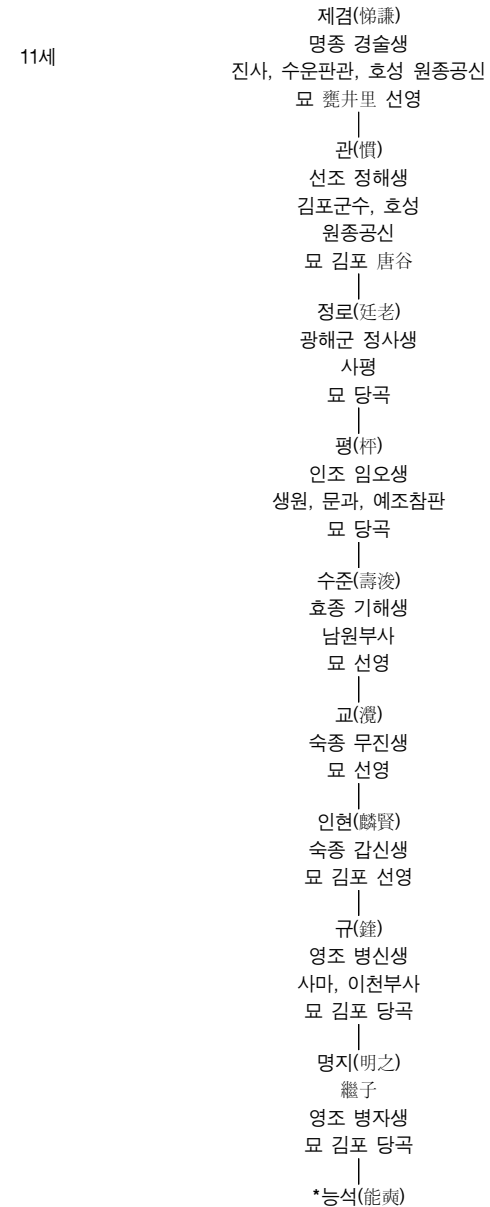 제겸(悌謙)
명종 경술생
11세
진사, 수운판관, 호성 원종공신
묘 甕井里 선영
관(慣)
선조 정해생
김포군수, 호성
원종공신
묘 김포 唐谷
정로(廷老)
광해군 정사생
사평
묘 당곡
평(枰)
인조 임오생
생원, 문과, 예조참판
묘 당곡
수준(壽浚)
효종 기해생
남원부사
묘 선영
교(灚)
숙종 무진생
묘 선영
인현(麟賢)
숙종 갑신생
묘 김포 선영
규(鍷)
영조 병신생
사마, 이천부사
묘 김포 당곡
명지(明之)
繼子
영조 병자생
묘 김포 당곡
*능석(能奭)